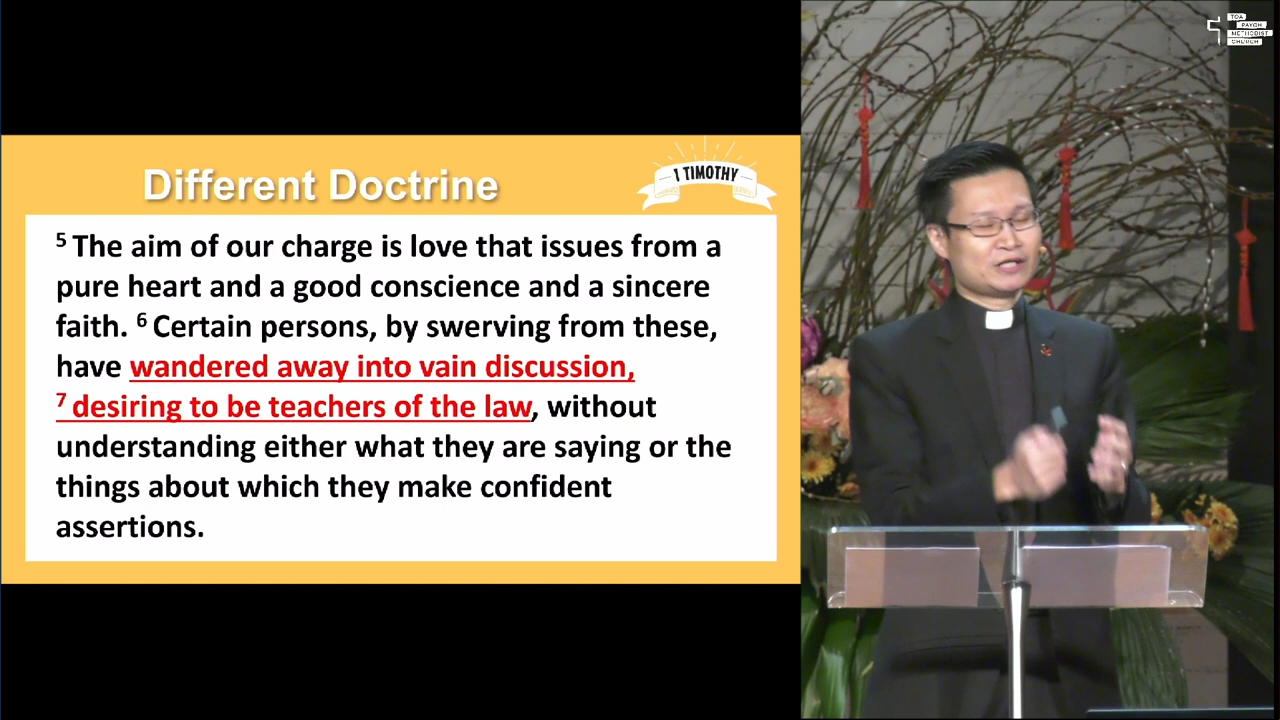 Different Doctrine
1 TIMOTHY
⁵ The aim of our charge is love that issues from a
pure heart and a good conscience and a sincere
faith. ⁶ Certain persons, by swerving from these,
have wandered away into vain discussion,
⁷ desiring to be teachers of the law, without
understanding either what they are saying or the
things about which they make confident
assertions.
TOA
PAYOH
METHODIST
CHURCH